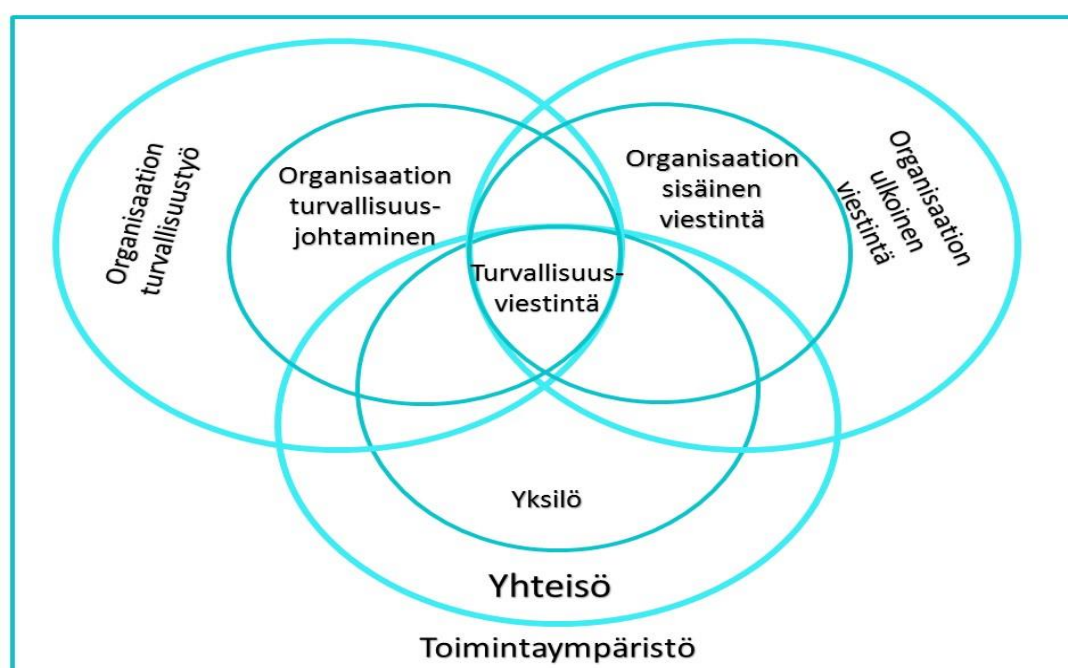 Organisaation
turvallisuustyö
Organisaation
turvallisuus-
johtaminen
Organisaation
sisäinen
viestintä
Organisaation
ulkoinen
viestintä
Turvallisuus-
viestintä
Yksilö
Yhteisö
Toimintaympäristö